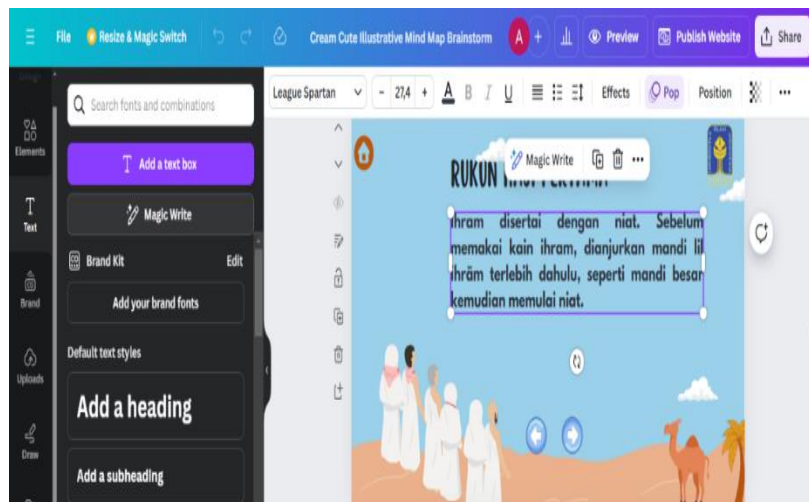 File
Resize & Magic Switch
Cream Cute Illustrative Mind Map Brainstorm
A
+
Preview
Publish Website
Share
Elements
Text
Brand
Uploads
Draw
Search fonts and combinations
Add a text box
Magic Write
Brand Kit
Edit
Add your brand fonts
Default text styles
Add a heading
Add a subheading
League Spartan
- 27,4 +
A B I U
Effects
Pop
Position
Magic Write
RUKUN
Ihram disertai dengan niat. Sebelum
memakai kain ihram, dianjurkan mandi lil
ihrām terlebih dahulu, seperti mandi besar
kemudian memulai niat.